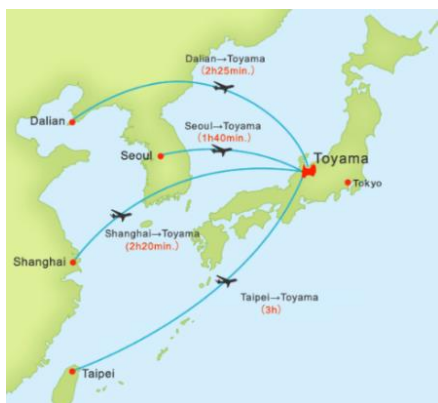 Dalian→Toyama
(2h25min.)
Dalian
Seoul→Toyama
(1h40min.)
Seoul
Toyama
Tokyo
Shanghai→Toyama
(2h20min.)
Shanghai
Taipei→Toyama
(3h)
Taipei